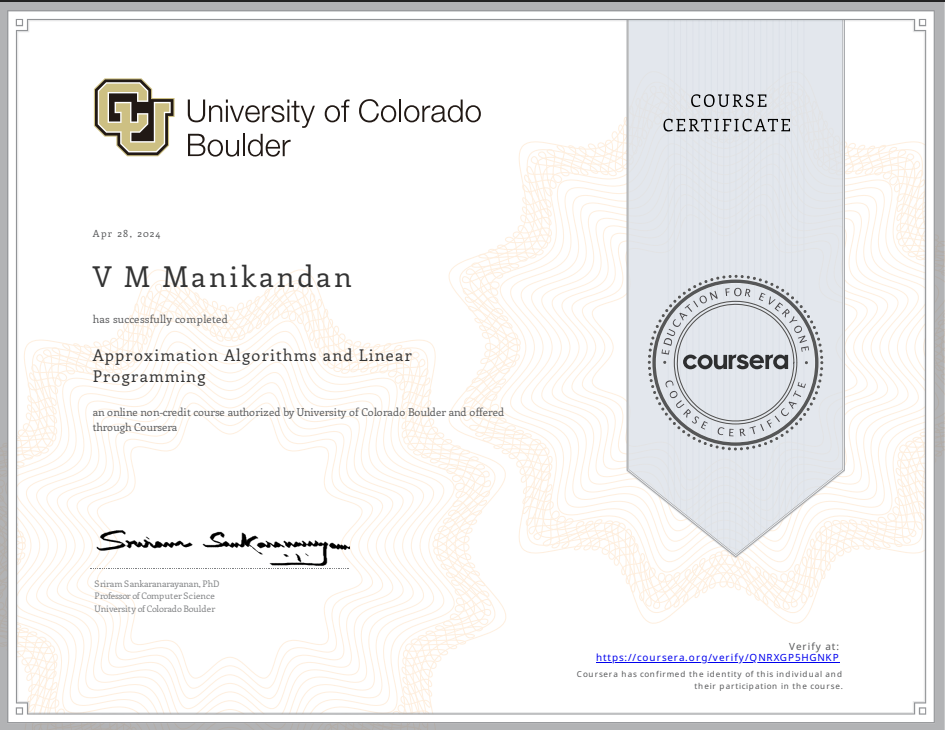 University of Colorado
Boulder
COURSE
CERTIFICATE
Apr 28, 2024
V M Manikandan
has successfully completed
Approximation Algorithms and Linear
Programming
an online non-credit course authorized by University of Colorado Boulder and offered
through Coursera
EDUCATION FOR EVERYONE
coursera
COURSE CERTIFICATE
Sriram Sankaranarayanan
Sriram Sankaranarayanan, PhD
Professor of Computer Science
University of Colorado Boulder
Verify at:
https://coursera.org/verify/QNRXGP5HGNKP
Coursera has confirmed the identity of this individual and
their participation in the course.